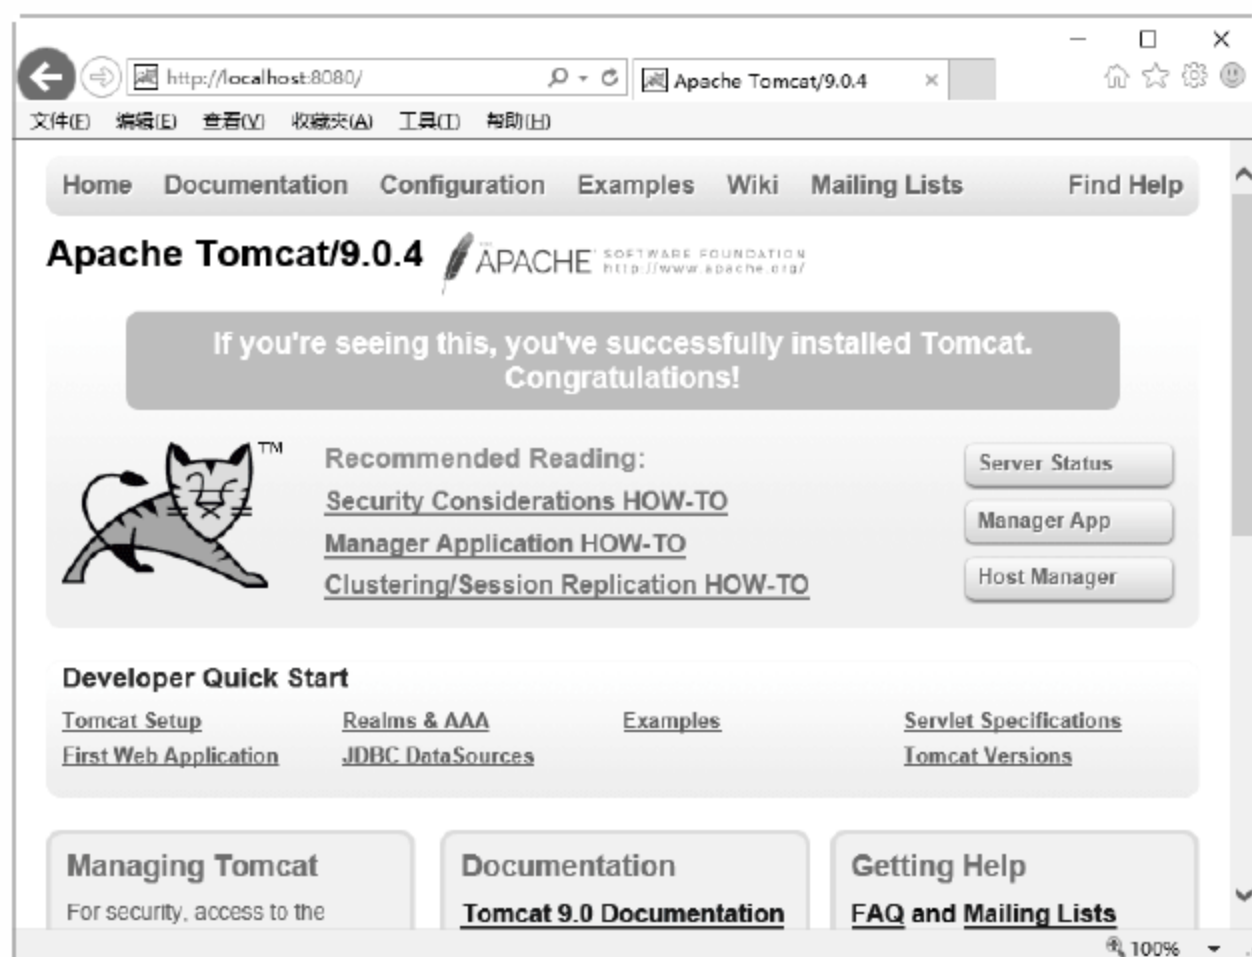 http://localhost:8080/
Apache Tomcat/9.0.4
文件(F) 编辑(E) 查看(V) 收藏夹(A) 工具(T) 帮助(H)
Home Documentation Configuration Examples Wiki Mailing Lists Find Help
Apache Tomcat/9.0.4
THE APACHE SOFTWARE FOUNDATION
http://www.apache.org/
If you're seeing this, you've successfully installed Tomcat.
Congratulations!
TM
Recommended Reading:
Security Considerations HOW-TO
Manager Application HOW-TO
Clustering/Session Replication HOW-TO
Server Status
Manager App
Host Manager
Developer Quick Start
Tomcat Setup Realms & AAA Examples Servlet Specifications
First Web Application JDBC DataSources Tomcat Versions
Managing Tomcat
For security, access to the
Documentation
Tomcat 9.0 Documentation
Getting Help
FAQ and Mailing Lists
100%